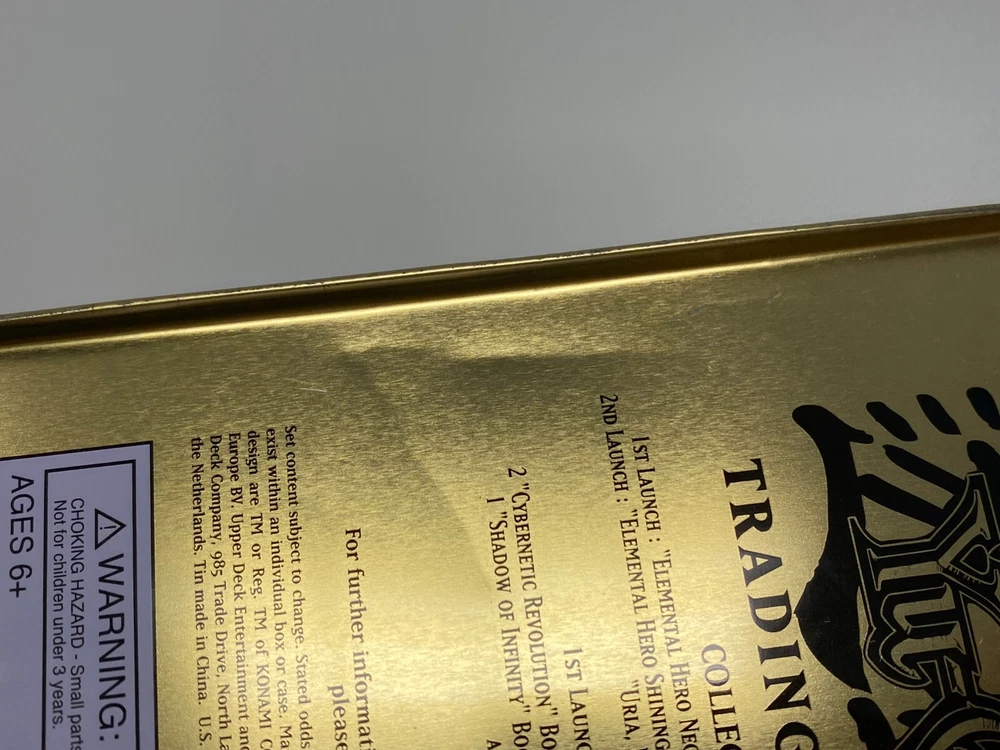 TRADING
COLLE
1ST LAUNCH : "ELEMENTAL HERO NEO
2ND LAUNCH : "ELEMENTAL HERO SHINING
"URIA,
1ST LAUNC
2 "CYBERNETIC REVOLUTION" BO
1 "SHADOW OF INFINITY" BO
A
For further informati
please
Set content subject to change. Stated odds
exist within an individual box or case. Ma
design are TM or Reg. TM of KONAMI C
Europe BV. Upper Deck Entertainment and
Deck Company, 985 Trade Drive, North La
the Netherlands. Tin made in China. U.S.
⚠ WARNING:
CHOKING HAZARD - Small parts
Not for children under 3 years.
AGES 6+